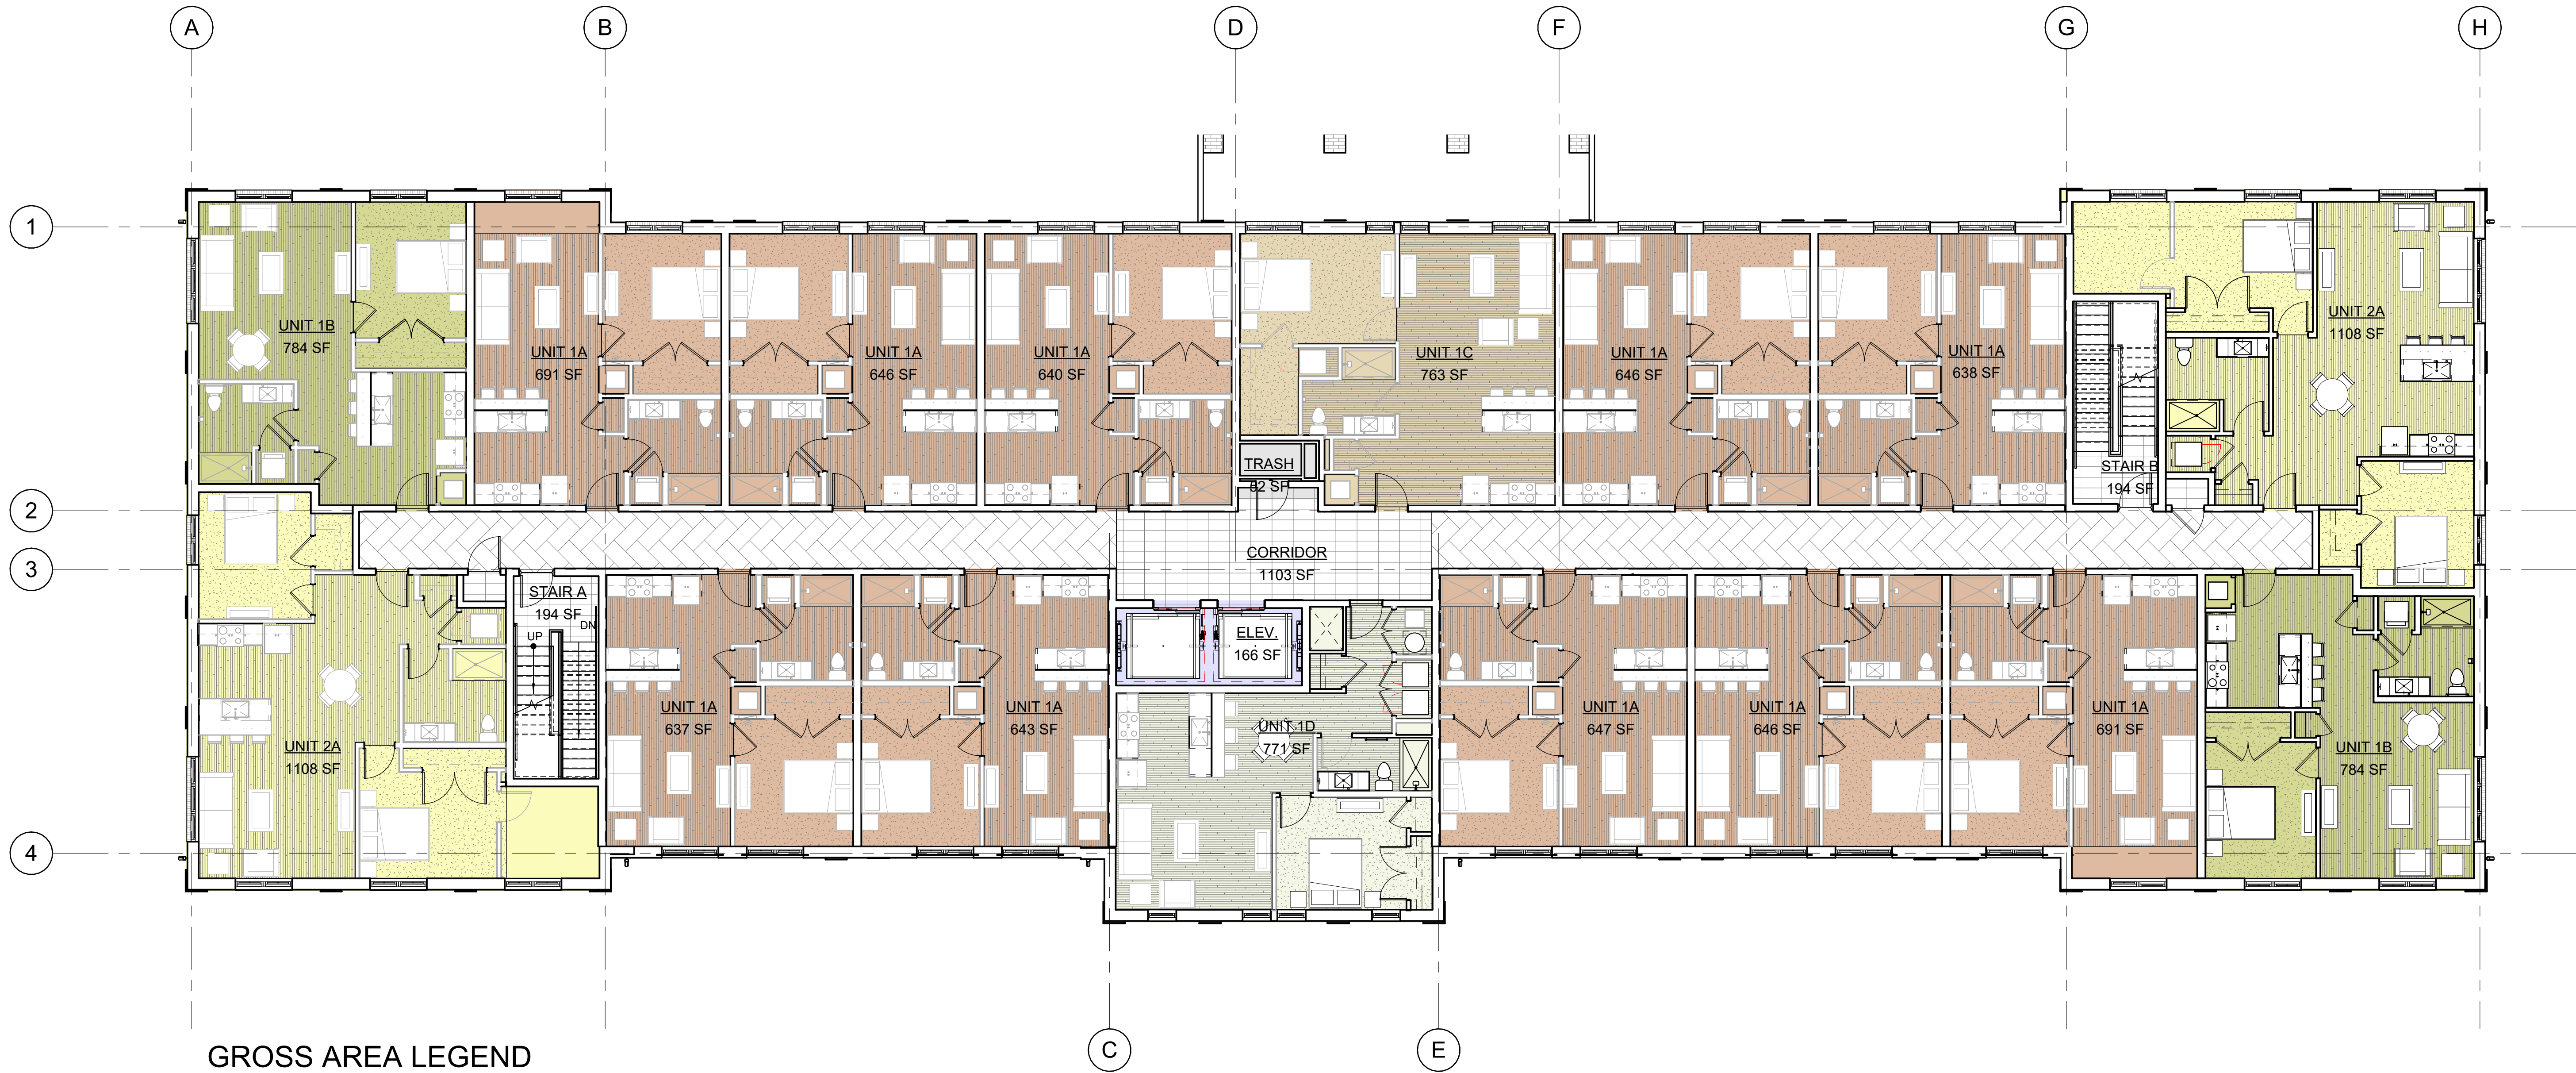 A
B
D
F
G
H
1
UNIT 1B
784 SF
UNIT 1A
691 SF
UNIT 1A
646 SF
UNIT 1A
640 SF
UNIT 1C
763 SF
UNIT 1A
646 SF
UNIT 1A
638 SF
UNIT 2A
1108 SF
TRASH
82 SF
STAIR B
194 SF
2
CORRIDOR
1103 SF
3
STAIR A
194 SF
UP
DN
ELEV.
166 SF
UNIT 2A
1108 SF
UNIT 1A
637 SF
UNIT 1A
643 SF
UNIT 1D
771 SF
UNIT 1A
647 SF
UNIT 1A
646 SF
UNIT 1A
691 SF
UNIT 1B
784 SF
4
C
E
GROSS AREA LEGEND